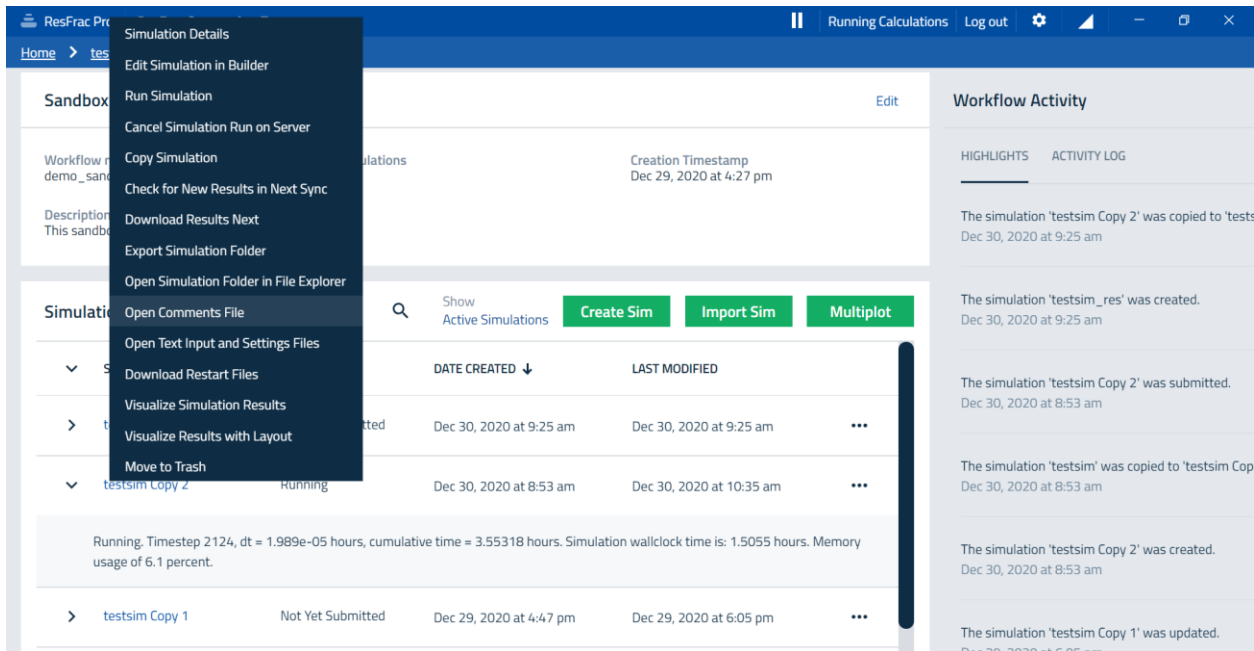 ResFrac Pro
Running Calculations
Log out
Home > tes
Simulation Details
Edit Simulation in Builder
Run Simulation
Cancel Simulation Run on Server
Copy Simulation
Check for New Results in Next Sync
Download Results Next
Export Simulation Folder
Open Simulation Folder in File Explorer
Open Comments File
Open Text Input and Settings Files
Download Restart Files
Visualize Simulation Results
Visualize Results with Layout
Move to Trash
Sandbox
Edit
Workflow
Creation Timestamp
demo_san
Dec 29, 2020 at 4:27 pm
Description
This sandbo
Simulati
Show
Active Simulations
Create Sim
Import Sim
Multiplot
DATE CREATED ↓
LAST MODIFIED
Dec 30, 2020 at 9:25 am
Dec 30, 2020 at 9:25 am
•••
testsim Copy 2
Running
Dec 30, 2020 at 8:53 am
Dec 30, 2020 at 10:35 am
•••
Running. Timestep 2124, dt = 1.989e-05 hours, cumulative time = 3.55318 hours. Simulation wallclock time is: 1.5055 hours. Memory
usage of 6.1 percent.
testsim Copy 1
Not Yet Submitted
Dec 29, 2020 at 4:47 pm
Dec 29, 2020 at 6:05 pm
•••
Workflow Activity
HIGHLIGHTS
ACTIVITY LOG
The simulation 'testsim Copy 2' was copied to 'tests
Dec 30, 2020 at 9:25 am
The simulation 'testsim_res' was created.
Dec 30, 2020 at 9:25 am
The simulation 'testsim Copy 2' was submitted.
Dec 30, 2020 at 8:53 am
The simulation 'testsim' was copied to 'testsim Cop
Dec 30, 2020 at 8:53 am
The simulation 'testsim Copy 2' was created.
Dec 30, 2020 at 8:53 am
The simulation 'testsim Copy 1' was updated.